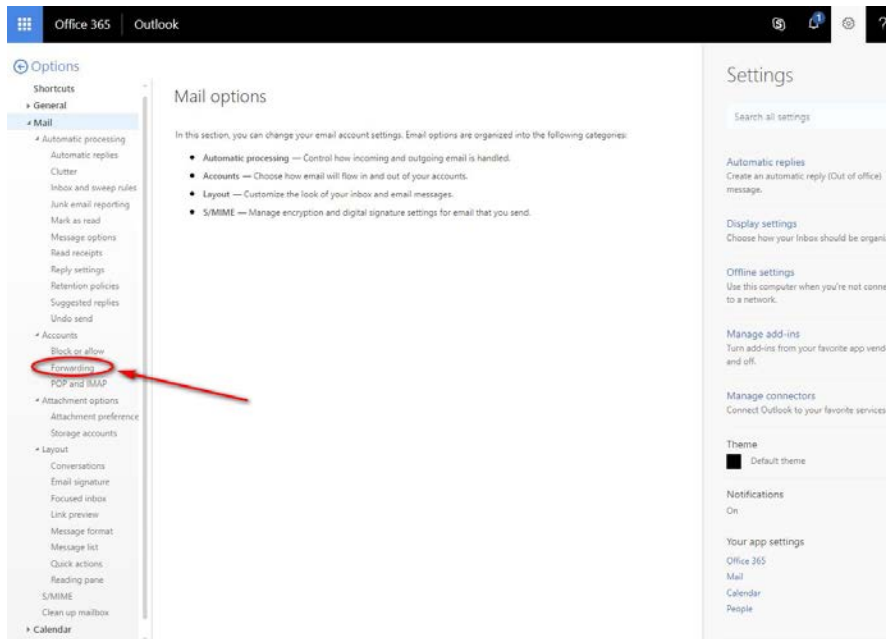 Office 365
Outlook
?
Options
Shortcuts
General
Mail
Automatic processing
Automatic replies
Clutter
Inbox and sweep rules
Junk email reporting
Mark as read
Message options
Read receipts
Reply settings
Retention policies
Suggested replies
Undo send
Accounts
Block or allow
Forwarding
POP and IMAP
Attachment options
Attachment preference
Storage accounts
Layout
Conversations
Email signature
Focused inbox
Link preview
Message format
Message list
Quick actions
Reading pane
S/MIME
Clean up mailbox
Calendar
Mail options
In this section, you can change your email account settings. Email options are organized into the following categories:
Automatic processing — Control how incoming and outgoing email is handled.
Accounts — Choose how email will flow in and out of your accounts.
Layout — Customize the look of your inbox and email messages.
S/MIME — Manage encryption and digital signature settings for email that you send.
Settings
Search all settings
Automatic replies
Create an automatic reply (Out of office)
message.
Display settings
Choose how your Inbox should be organi
Offline settings
Use this computer when you're not conne
to a network.
Manage add-ins
Turn add-ins from your favorite app vend
and off.
Manage connectors
Connect Outlook to your favorite services
Theme
Default theme
Notifications
On
Your app settings
Office 365
Mail
Calendar
People